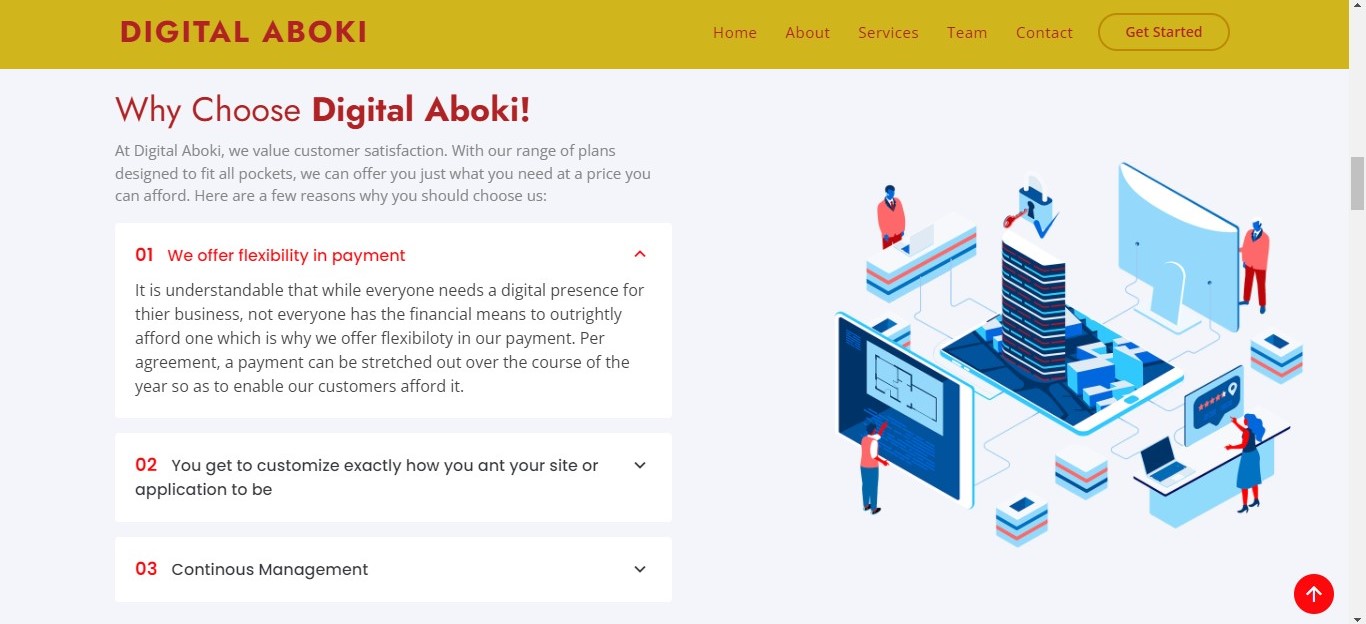 DIGITAL ABOKI
Home About Services Team Contact Get Started
Why Choose Digital Aboki!
At Digital Aboki, we value customer satisfaction. With our range of plans
designed to fit all pockets, we can offer you just what you need at a price you
can afford. Here are a few reasons why you should choose us:
01 We offer flexibility in payment
It is understandable that while everyone needs a digital presence for
thier business, not everyone has the financial means to outrightly
afford one which is why we offer flexibiloty in our payment. Per
agreement, a payment can be stretched out over the course of the
year so as to enable our customers afford it.
02 You get to customize exactly how you ant your site or
application to be
03 Continous Management